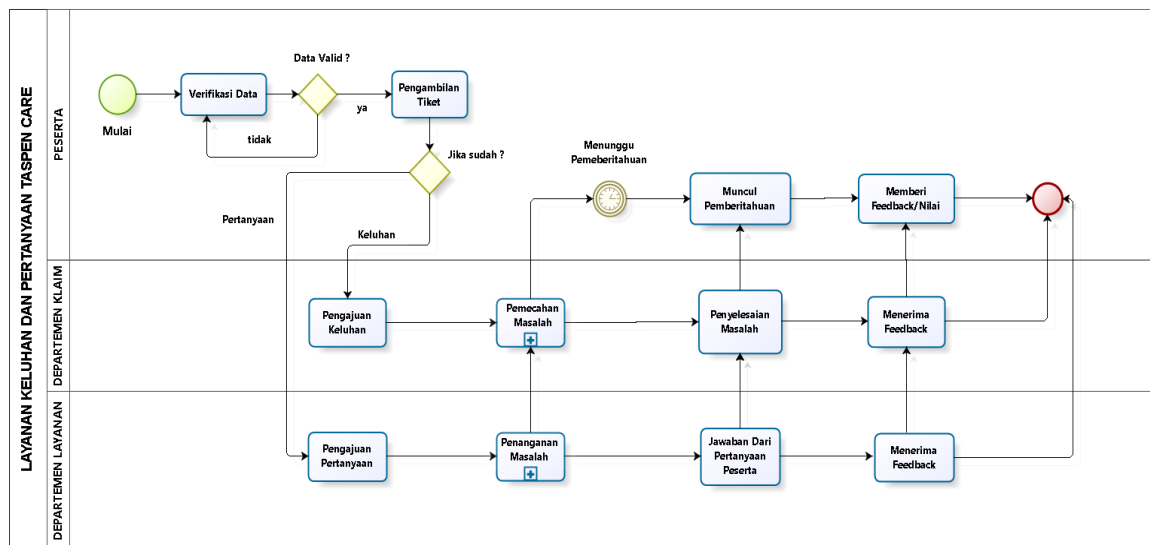 LAYANAN KELUHAN DAN PERTANYAAN TASPEN CARE
PESERTA
Mulai
Verifikasi Data
Data Valid ?
ya
tidak
Pengambilan
Tiket
Jika sudah ?
Pertanyaan
Keluhan
Menunggu
Pemeberitahuan
Muncul
Pemberitahuan
Memberi
Feedback/Nilai
DEPARTEMEN KLAIM
Pengajuan
Keluhan
Pemecahan
Masalah
Penyelesaian
Masalah
Menerima
Feedback
DEPARTEMEN LAYANAN
Pengajuan
Pertanyaan
Penanganan
Masalah
Jawaban Dari
Pertanyaan
Peserta
Menerima
Feedback